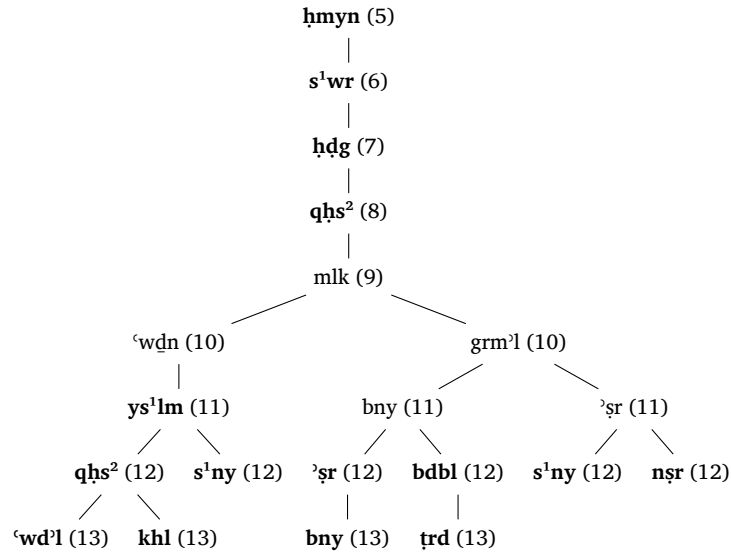 ḥmyn (5)
s¹wr (6)
ḥḍg (7)
qḥs² (8)
mlk (9)
ʿwḏn (10) grmʾl (10)
ys¹lm (11) bny (11) ʾṣr (11)
qḥs² (12) s¹ny (12) ʾṣr (12) bdbl (12) s¹ny (12) nṣr (12)
ʿwdʾl (13) khl (13) bny (13) ṭrd (13)